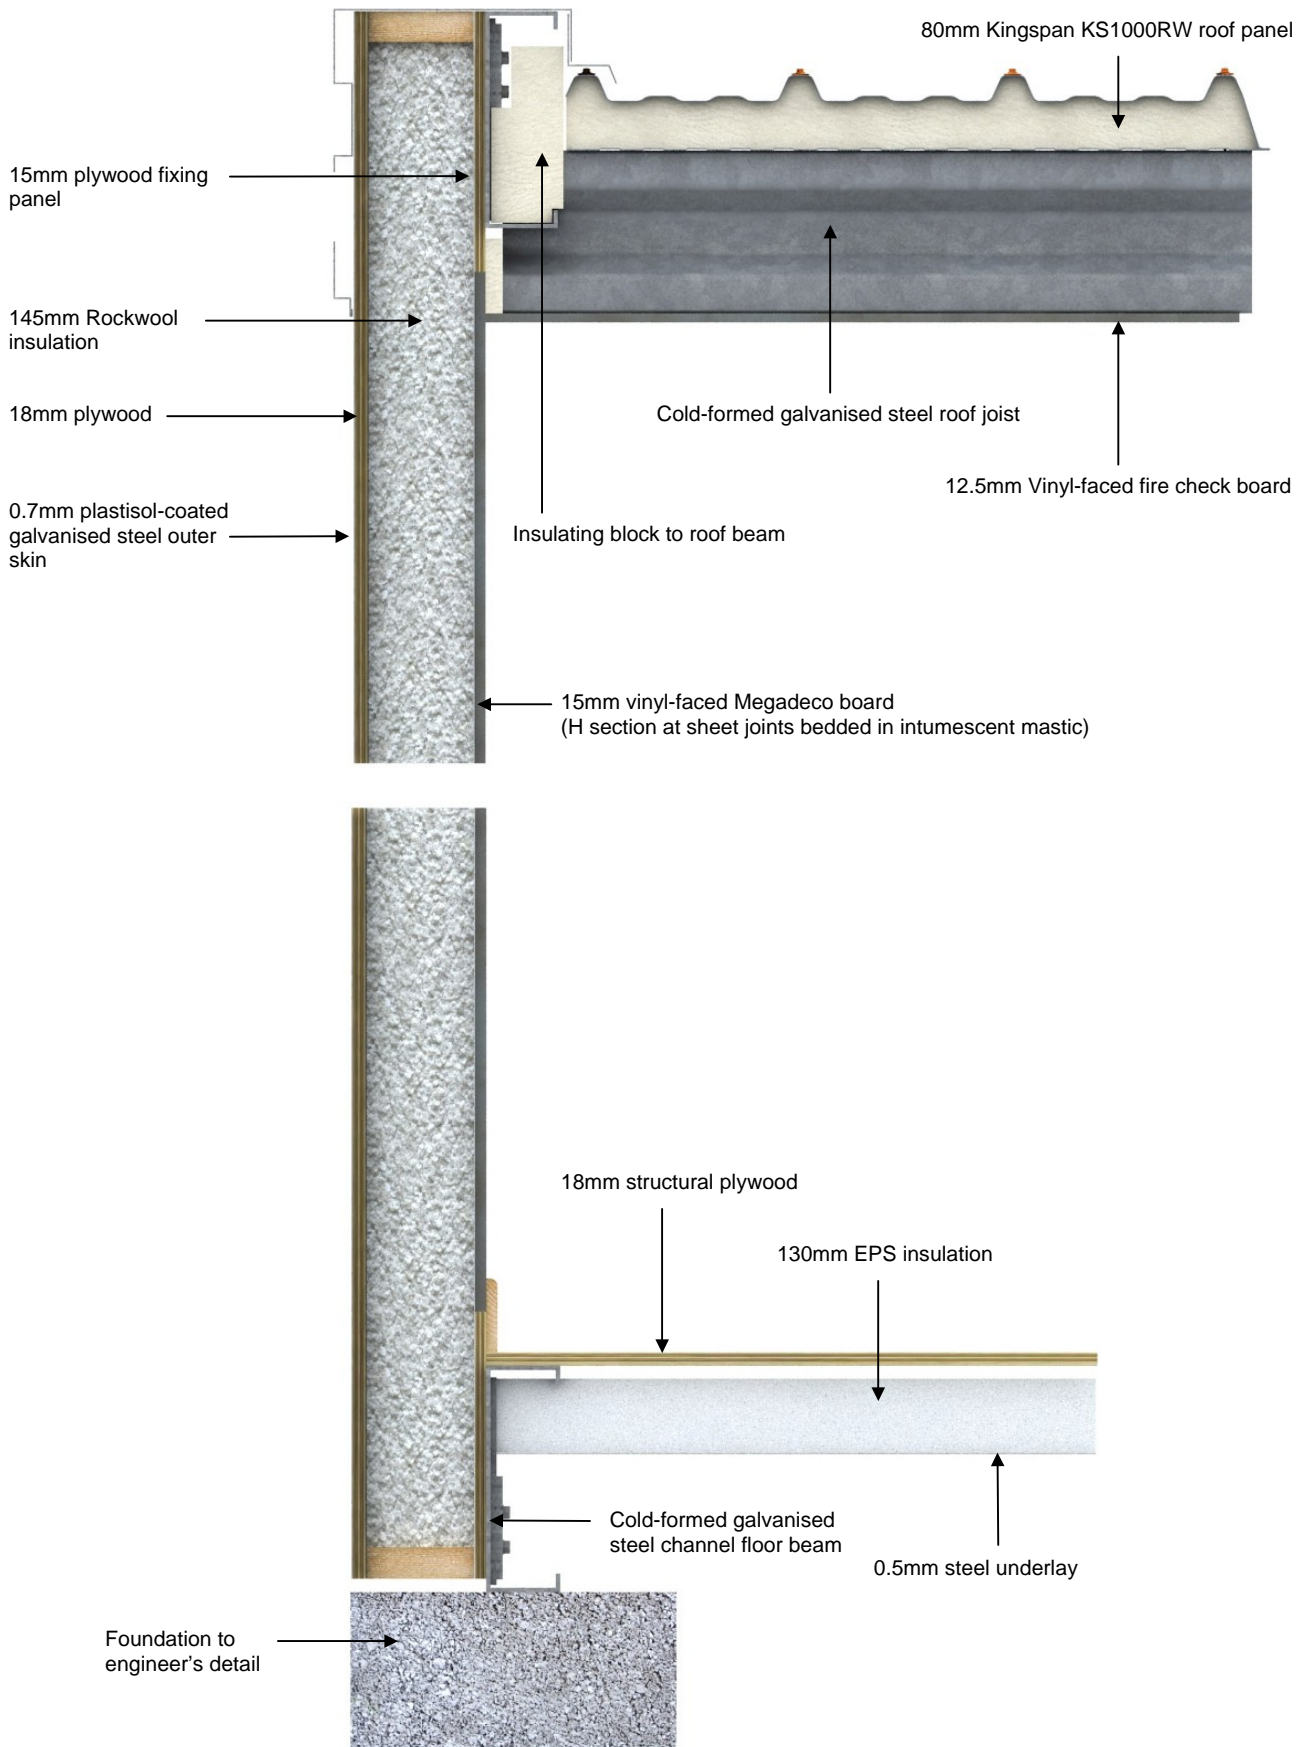 80mm Kingspan KS1000RW roof panel
15mm plywood fixing
panel
145mm Rockwool
insulation
18mm plywood
Cold-formed galvanised steel roof joist
12.5mm Vinyl-faced fire check board
0.7mm plastisol-coated
galvanised steel outer
skin
Insulating block to roof beam
15mm vinyl-faced Megadeco board
(H section at sheet joints bedded in intumescent mastic)
18mm structural plywood
130mm EPS insulation
Cold-formed galvanised
steel channel floor beam
0.5mm steel underlay
Foundation to
engineer’s detail